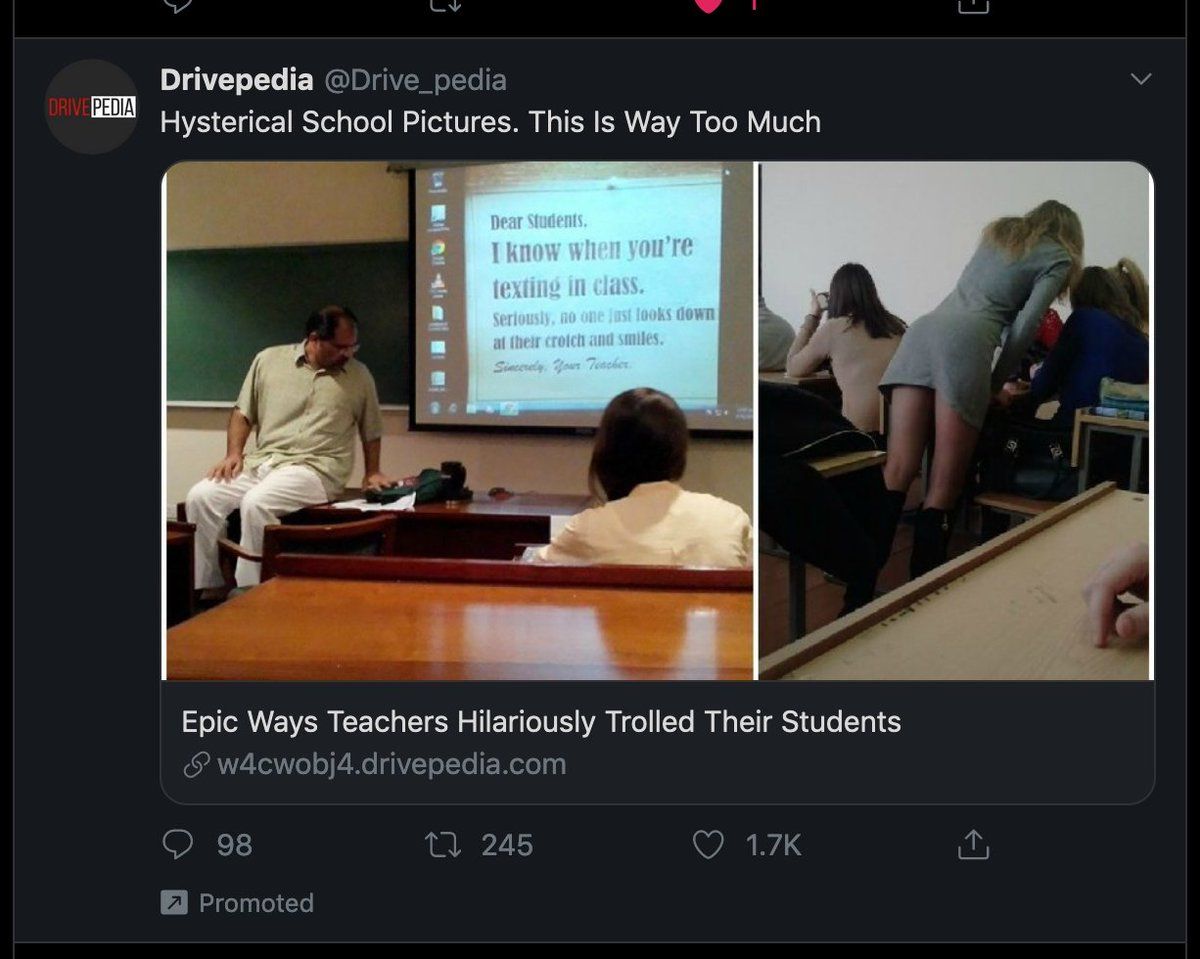 Drivepedia @Drive_pedia
DRIVEPEDIA
Hysterical School Pictures. This Is Way Too Much
Dear Students,
I know when you're
texting in class.
Seriously, no one just looks down
at their crotch and smiles.
Sincerely, Your Teacher.
Epic Ways Teachers Hilariously Trolled Their Students
w4cwobj4.drivepedia.com
98 245 1.7K
Promoted